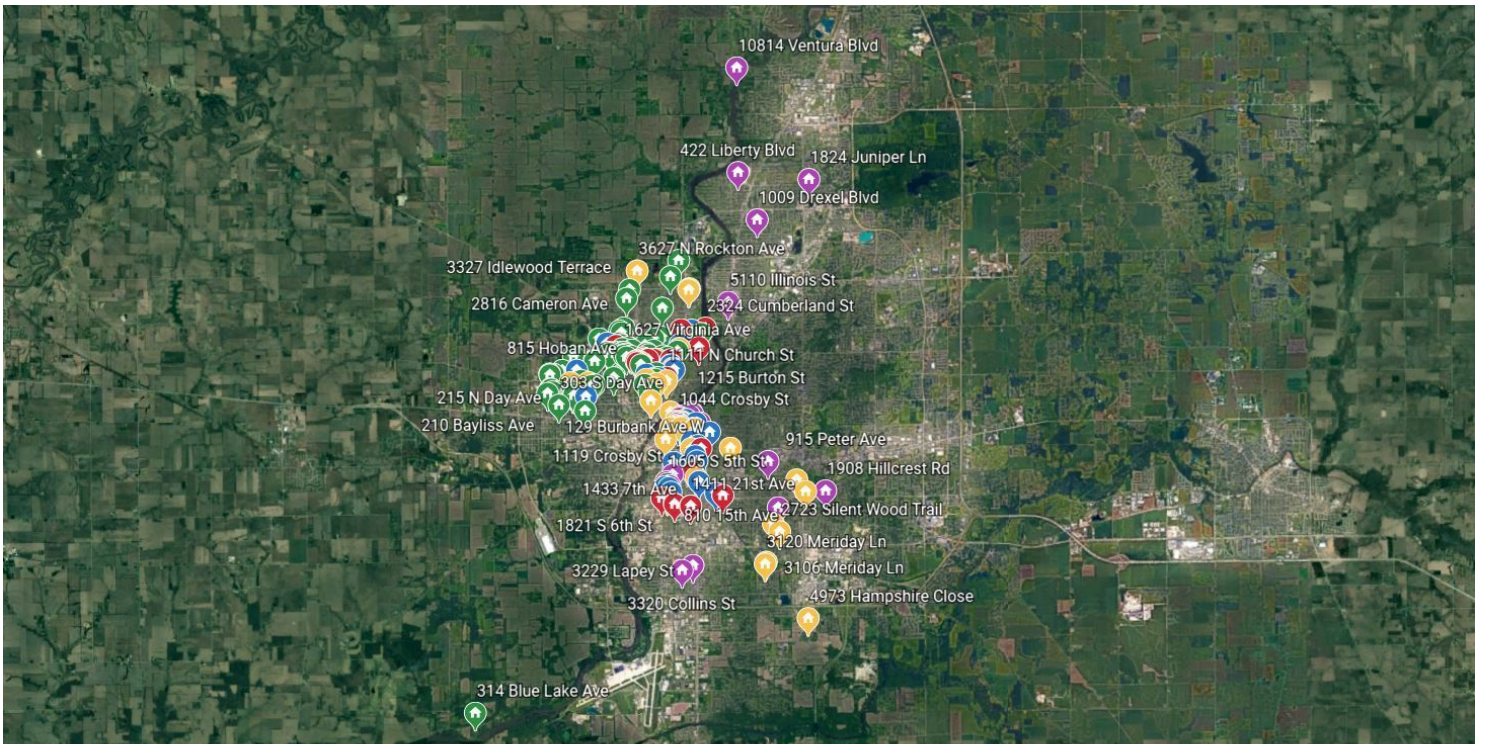 10814 Ventura Blvd
422 Liberty Blvd
1824 Juniper Ln
1009 Drexel Blvd
3627 N Rockton Ave
3327 Idlewood Terrace
5110 Illinois St
2816 Cameron Ave
2324 Cumberland St
1627 Virginia Ave
815 Hoban Ave
1111 N Church St
303 S Day Ave
1215 Burton St
215 N Day Ave
1044 Crosby St
210 Bayliss Ave
129 Burbank Ave W
915 Peter Ave
1119 Crosby St
1605 S 5th St
1908 Hillcrest Rd
1433 7th Ave
1411 21st Ave
2723 Silent Wood Trail
810 15th Ave
1821 S 6th St
3120 Meriday Ln
3229 Lapey St
3106 Meriday Ln
4973 Hampshire Close
3320 Collins St
314 Blue Lake Ave